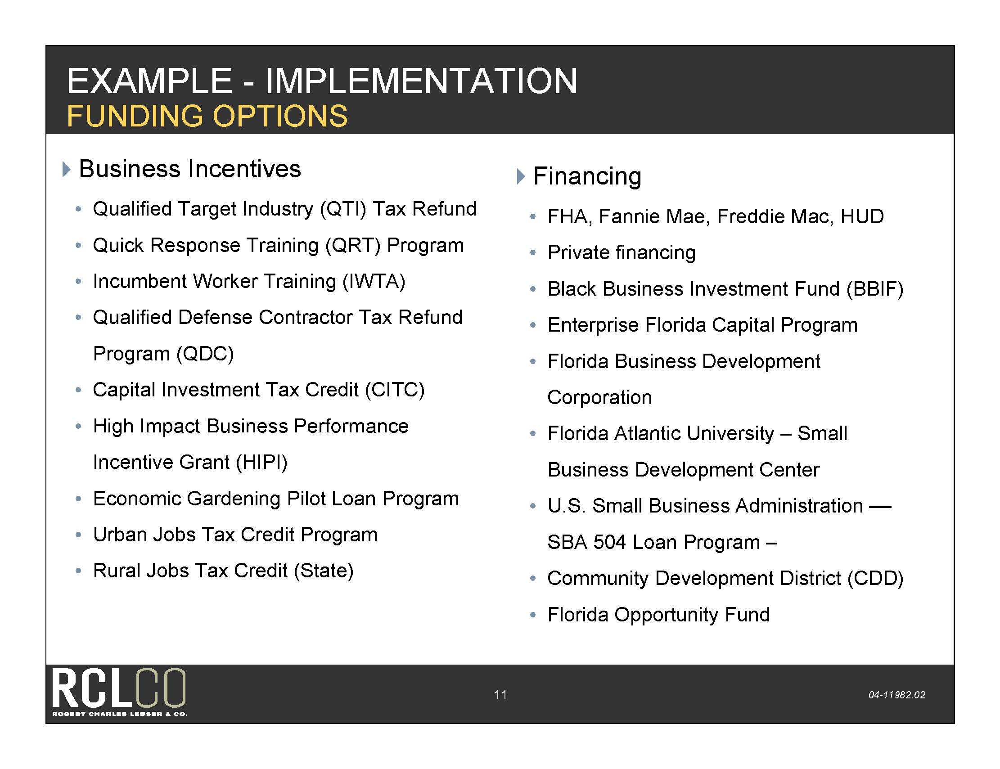 EXAMPLE - IMPLEMENTATION
FUNDING OPTIONS
Business Incentives
Qualified Target Industry (QTI) Tax Refund
Quick Response Training (QRT) Program
Incumbent Worker Training (IWTA)
Qualified Defense Contractor Tax Refund
Program (QDC)
Capital Investment Tax Credit (CITC)
High Impact Business Performance
Incentive Grant (HIPI)
Economic Gardening Pilot Loan Program
Urban Jobs Tax Credit Program
Rural Jobs Tax Credit (State)
Financing
FHA, Fannie Mae, Freddie Mac, HUD
Private financing
Black Business Investment Fund (BBIF)
Enterprise Florida Capital Program
Florida Business Development
Corporation
Florida Atlantic University – Small
Business Development Center
U.S. Small Business Administration —
SBA 504 Loan Program –
Community Development District (CDD)
Florida Opportunity Fund
RCLCO
ROBERT CHARLES LESSER & CO.
11
04-11982.02